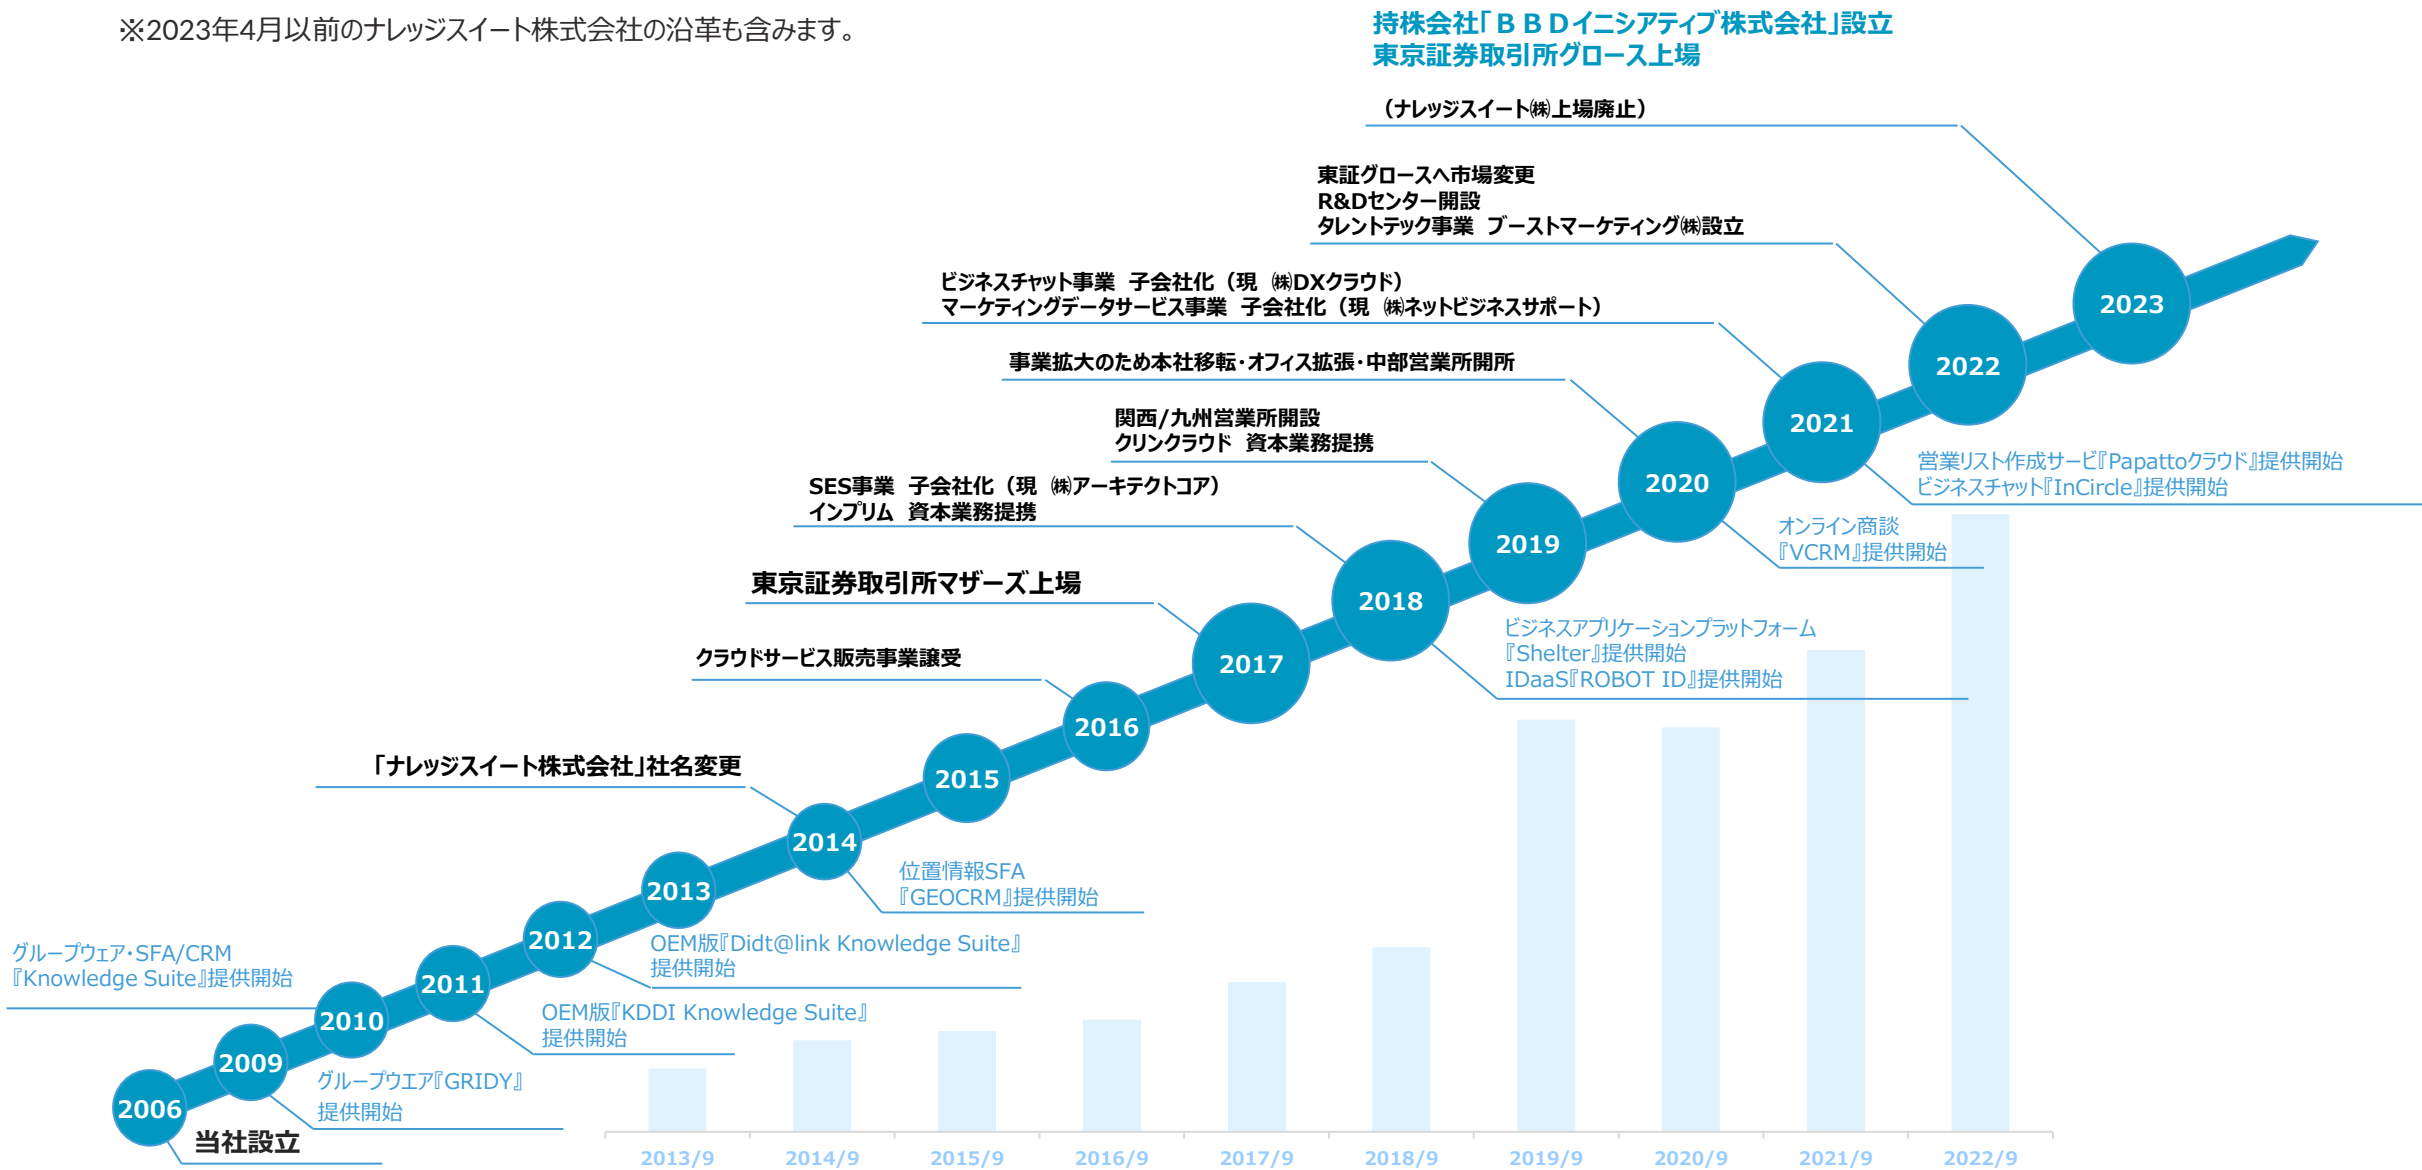 ※2023年4月以前のナレッジスイート株式会社の沿革も含みます。
持株会社「ＢＢＤイニシアティブ株式会社」設立
東京証券取引所グロース上場
（ナレッジスイート㈱上場廃止）
東証グロースへ市場変更
R&Dセンター開設
タレントテック事業　ブーストマーケティング㈱設立
ビジネスチャット事業　子会社化（現　㈱DXクラウド）
マーケティングデータサービス事業　子会社化（現　㈱ネットビジネスサポート）
事業拡大のため本社移転・オフィス拡張・中部営業所開所
関西/九州営業所開設
クリンクラウド　資本業務提携
SES事業　子会社化（現　㈱アーキテクトコア）
インプリム　資本業務提携
東京証券取引所マザーズ上場
クラウドサービス販売事業譲受
「ナレッジスイート株式会社」社名変更
2023
2022
2021
2020
2019
2018
2017
2016
2015
2014
2013
2012
2011
2010
2009
2006
営業リスト作成サービ『Papattoクラウド』提供開始
ビジネスチャット『InCircle』提供開始
オンライン商談
『VCRM』提供開始
ビジネスアプリケーションプラットフォーム
『Shelter』提供開始
IDaaS『ROBOT ID』提供開始
位置情報SFA
『GEOCRM』提供開始
OEM版『Didt@link Knowledge Suite』
提供開始
OEM版『KDDI Knowledge Suite』
提供開始
グループウェア・SFA/CRM
『Knowledge Suite』提供開始
グループウエア『GRIDY』
提供開始
当社設立
2013/9
2014/9
2015/9
2016/9
2017/9
2018/9
2019/9
2020/9
2021/9
2022/9